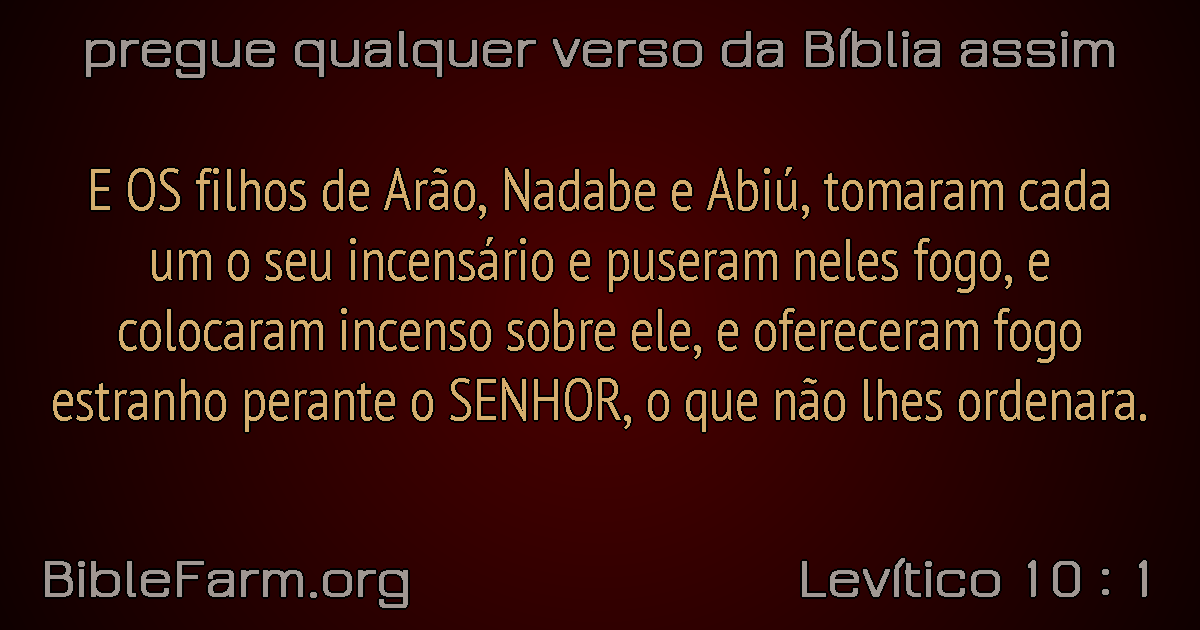 pregue qualquer verso da Bíblia assim
E OS filhos de Arão, Nadabe e Abiú, tomaram cada
um o seu incensário e puseram neles fogo, e
colocaram incenso sobre ele, e ofereceram fogo
estranho perante o SENHOR, o que não lhes ordenara.
BibleFarm.org
Levítico 10 : 1